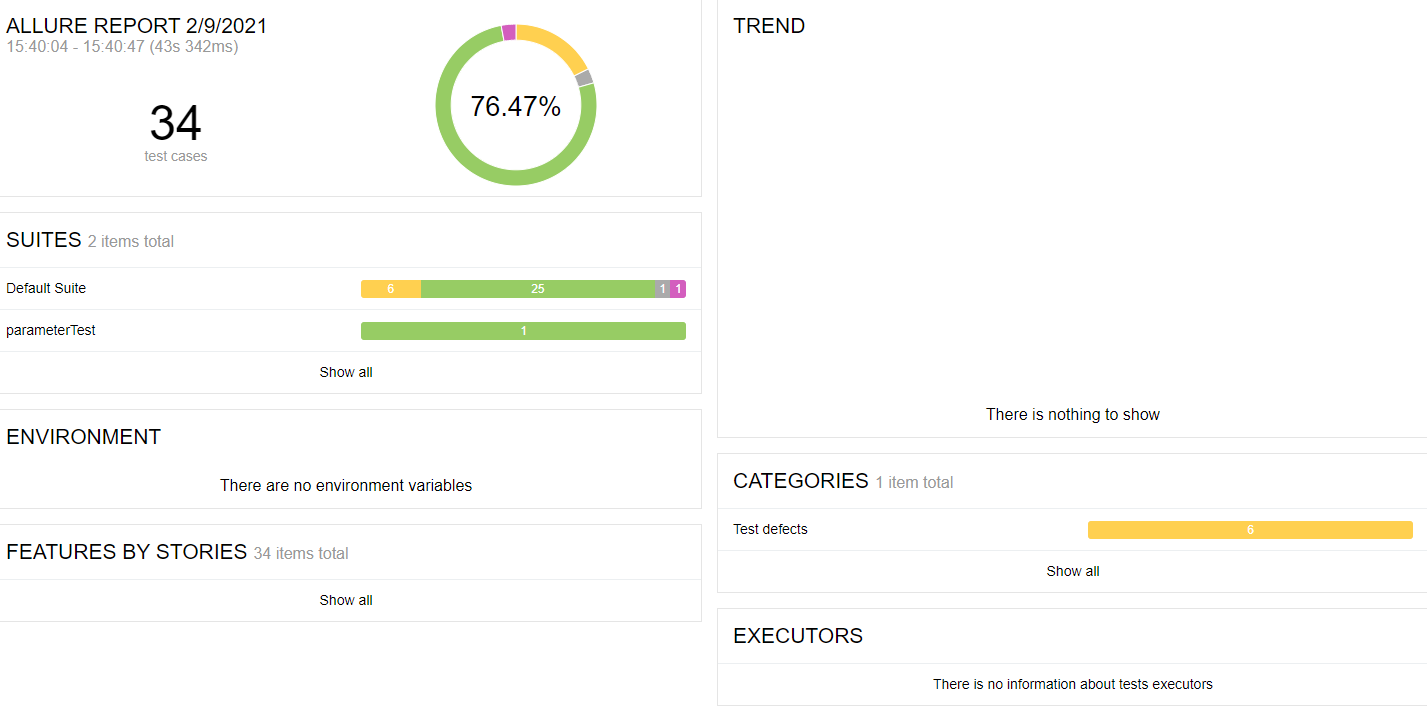 ALLURE REPORT 2/9/2021
15:40:04 - 15:40:47 (43s 342ms)
34
test cases
76.47%
SUITES 2 items total
Default Suite 6 25 1 1
parameterTest 1
Show all
ENVIRONMENT
There are no environment variables
FEATURES BY STORIES 34 items total
Show all
TREND
There is nothing to show
CATEGORIES 1 item total
Test defects 6
Show all
EXECUTORS
There is no information about tests executors